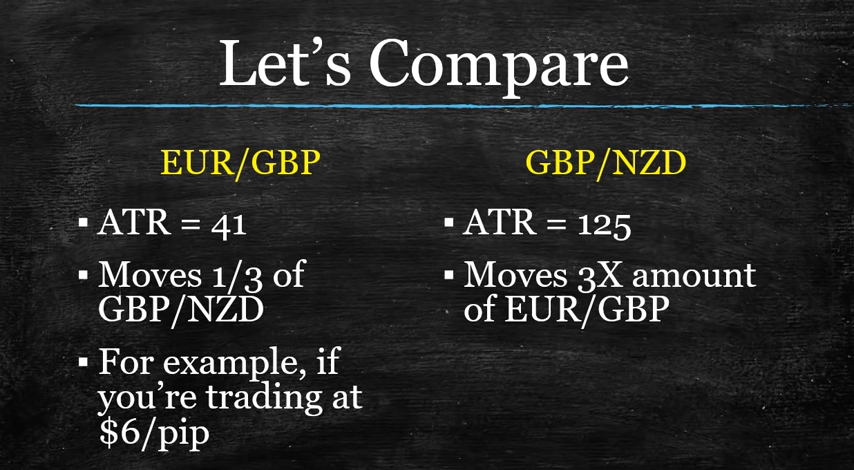 Let’s Compare
EUR/GBP
▪ ATR = 41
▪ Moves 1/3 of
GBP/NZD
▪ For example, if
you’re trading at
$6/pip
GBP/NZD
▪ ATR = 125
▪ Moves 3X amount
of EUR/GBP